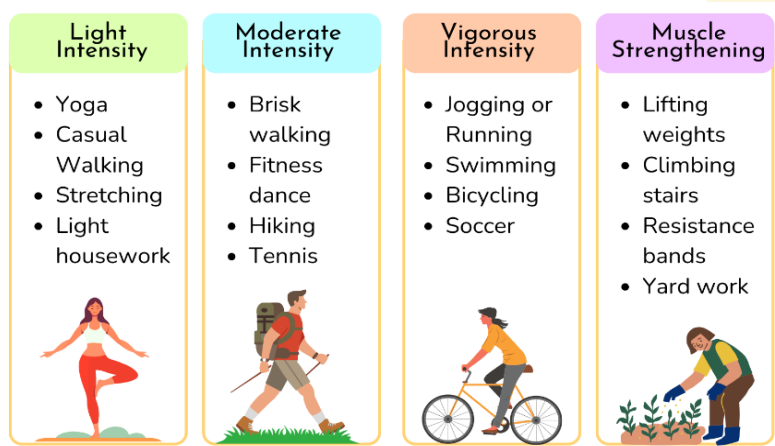 Light
Intensity
• Yoga
• Casual
Walking
• Stretching
• Light
housework
Moderate
Intensity
• Brisk
walking
• Fitness
dance
• Hiking
• Tennis
Vigorous
Intensity
• Jogging or
Running
• Swimming
• Bicycling
• Soccer
Muscle
Strengthening
• Lifting
weights
• Climbing
stairs
• Resistance
bands
• Yard work